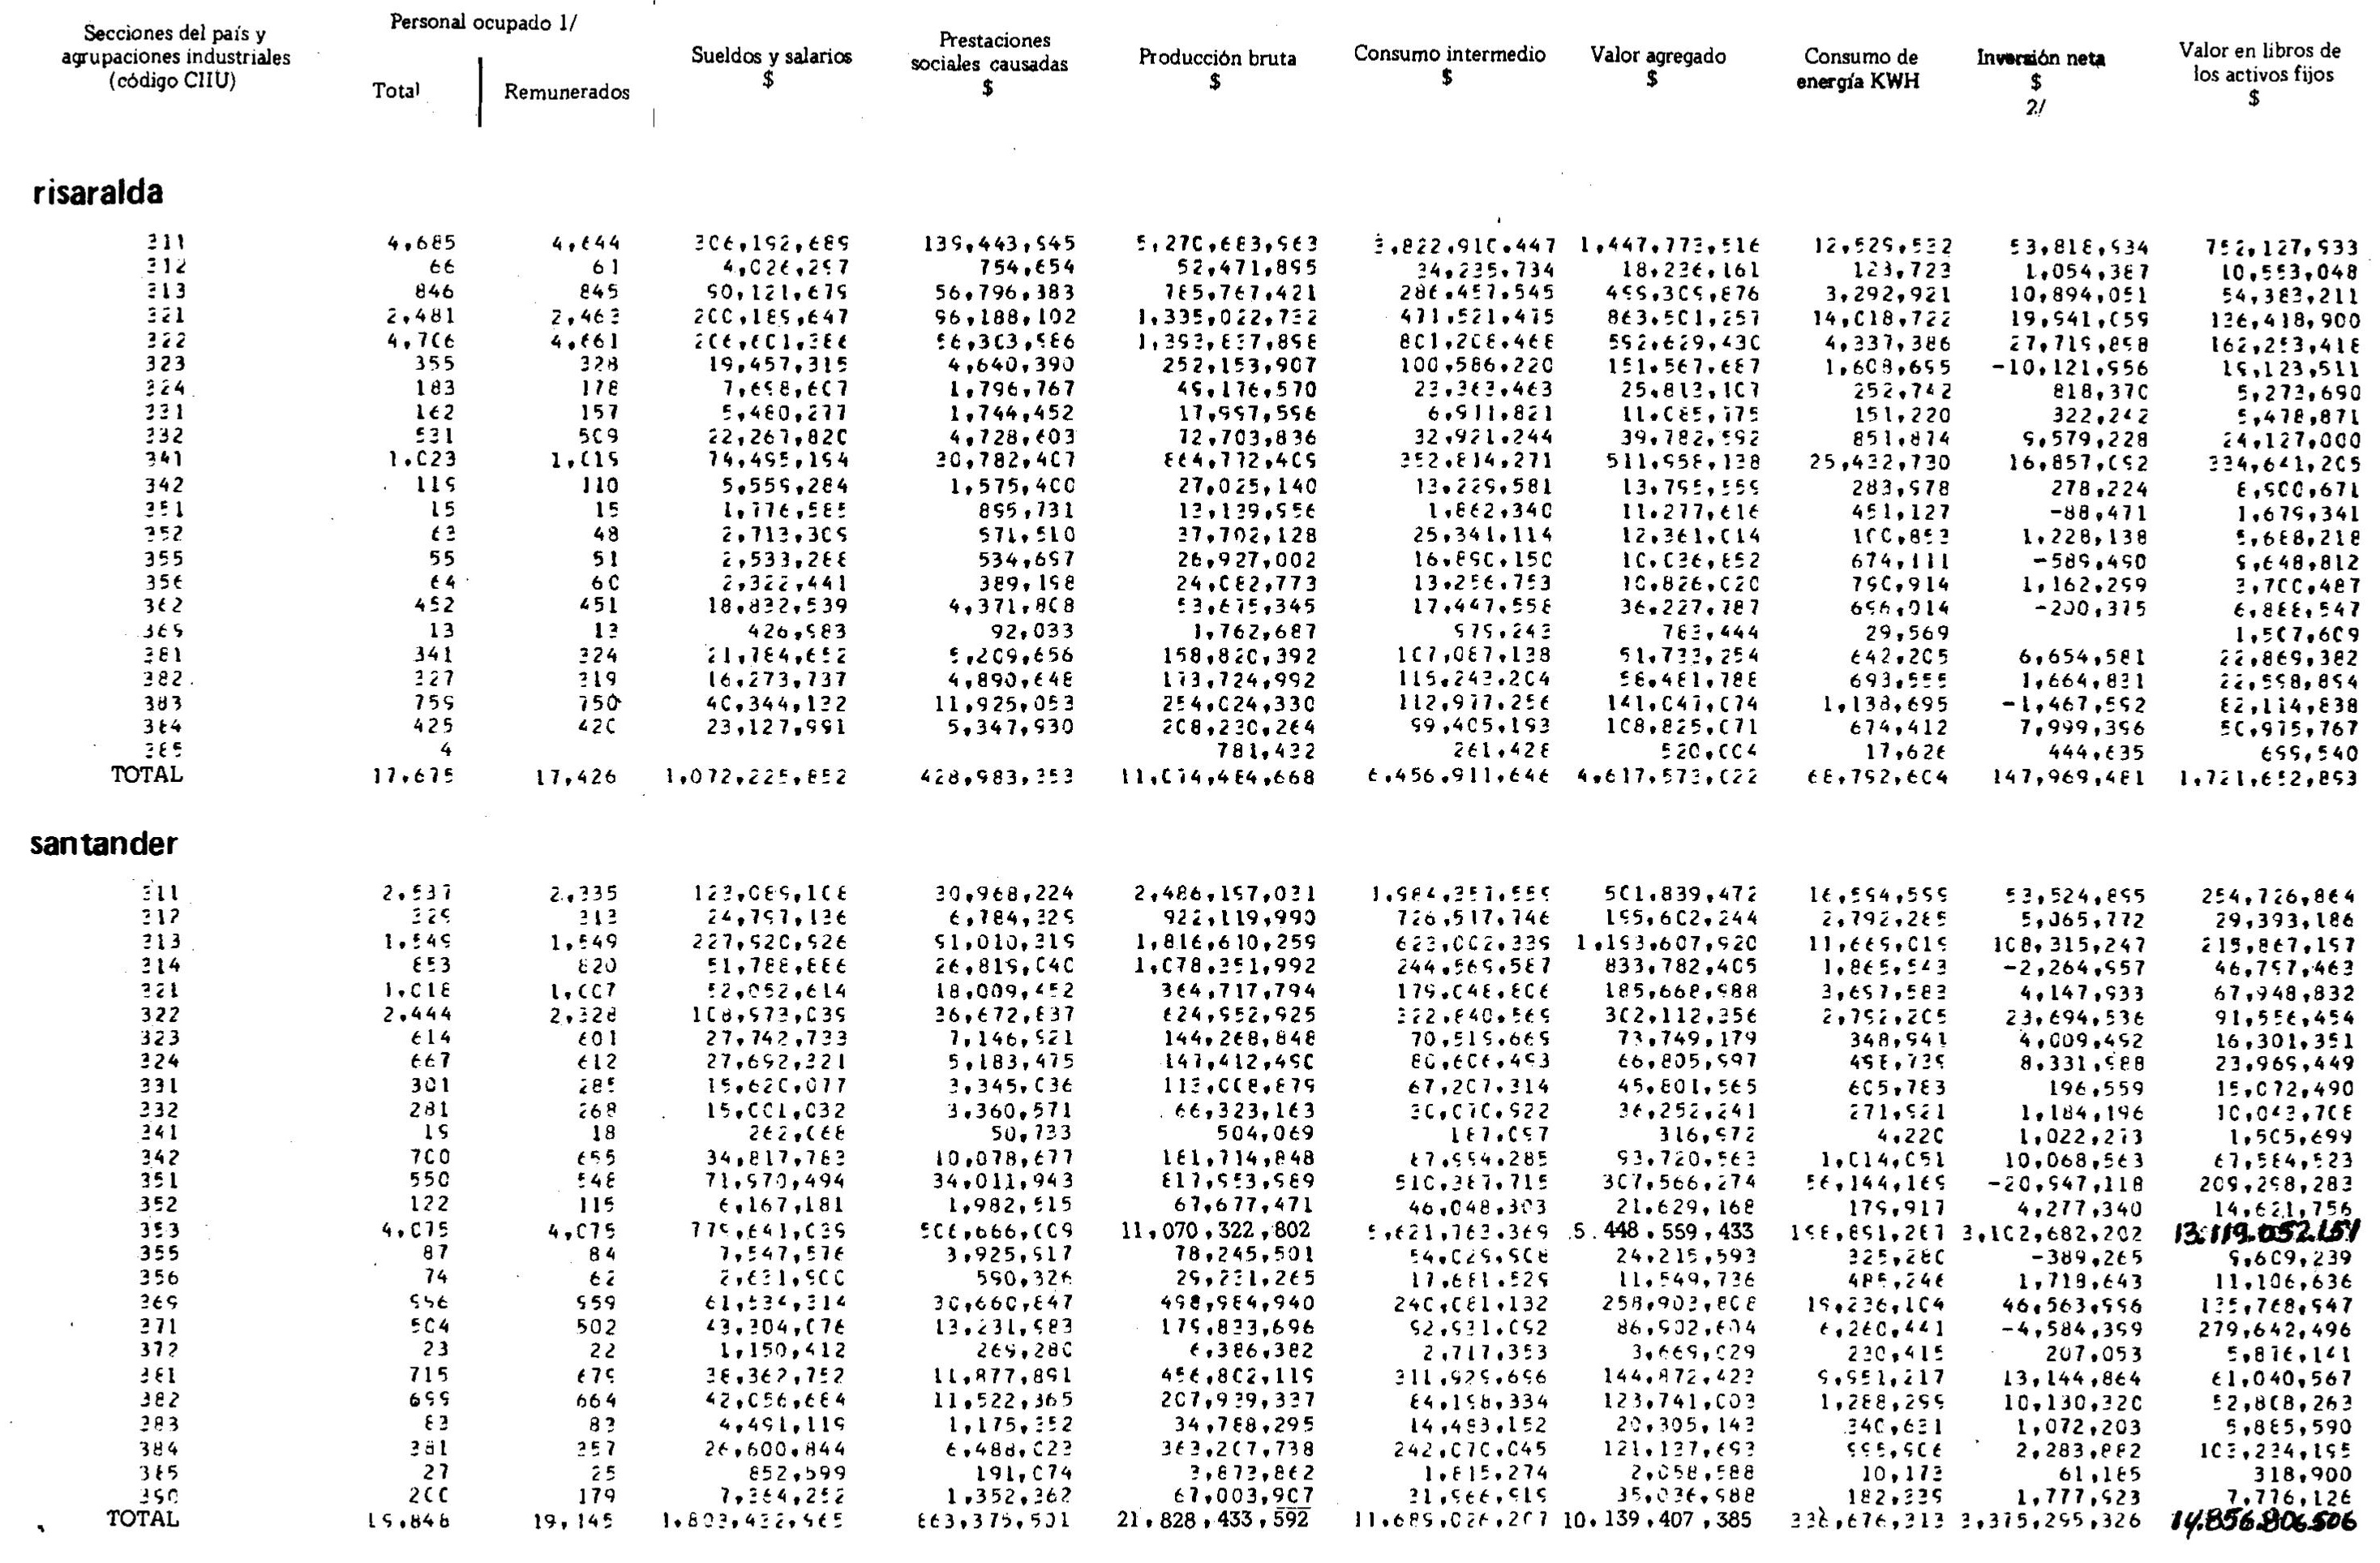 Secciones del país y agrupaciones industriales (código CIIU) Personal ocupado 1/ Total Remunerados Sueldos y salarios $ Prestaciones sociales causadas $ Producción bruta $ Consumo intermedio $ Valor agregado $ Consumo de energía KWH Inversión neta $ 2/ Valor en libros de los activos fijos $
risaralda
311 4,685 4,644 306,192,689 139,443,945 5,270,683,963 3,822,910,447 1,447,773,516 12,529,532 53,818,934 752,127,933
312 66 61 4,026,297 754,654 52,471,895 34,235,734 18,236,161 123,723 1,054,387 10,553,048
313 846 845 90,121,679 56,796,383 785,767,421 286,457,545 499,309,876 3,292,921 10,894,051 54,383,211
321 2,481 2,463 200,189,647 96,188,102 1,335,022,732 471,521,475 863,501,257 14,018,722 19,941,059 136,418,900
322 4,706 4,661 206,601,386 56,303,986 1,393,837,898 801,208,468 592,629,430 4,337,386 27,719,898 162,253,418
323 355 328 19,457,315 4,640,390 252,153,907 100,586,220 151,567,687 1,608,695 -10,121,956 19,123,511
324 183 178 7,698,607 1,796,767 49,176,570 23,363,463 25,813,107 252,742 818,370 5,273,690
331 162 157 5,480,277 1,744,452 17,997,596 6,911,821 11,085,775 151,220 322,242 5,478,871
332 531 509 22,267,820 4,728,603 72,703,836 32,921,244 39,782,592 851,874 9,579,228 24,127,000
341 1,023 1,019 74,495,194 30,782,407 864,772,409 352,814,271 511,958,138 25,432,730 16,857,092 334,641,205
342 119 110 5,559,284 1,575,400 27,025,140 13,229,581 13,795,559 283,978 278,224 8,900,671
351 15 15 1,776,585 895,731 13,139,956 1,862,340 11,277,616 451,127 -88,471 1,679,341
352 63 48 2,713,309 571,510 37,702,128 25,341,114 12,361,014 100,853 1,228,138 5,688,218
355 55 51 2,533,288 534,697 26,927,002 16,890,150 10,036,852 674,111 -589,490 9,648,812
356 64 60 2,322,441 389,198 24,082,773 13,256,753 10,826,020 790,914 1,162,299 3,700,487
362 452 451 18,832,539 4,371,808 53,675,345 17,447,558 36,227,787 696,014 -200,375 6,888,547
369 13 13 426,983 92,033 1,762,687 979,243 783,444 29,569 1,507,609
381 341 324 21,784,652 5,209,656 158,820,392 107,087,138 51,733,254 642,205 6,654,581 22,869,382
382 327 319 16,273,737 4,890,648 173,724,992 115,243,204 58,481,788 693,555 1,664,831 22,598,894
383 759 750 40,344,132 11,925,053 254,024,330 112,977,256 141,047,074 1,138,695 -1,467,592 82,114,838
384 425 420 23,127,991 5,347,930 208,230,264 99,405,193 108,825,071 674,412 7,999,396 50,975,767
385 4 781,432 261,428 520,004 17,626 444,635 699,540
TOTAL 17,675 17,426 1,072,225,852 428,983,353 11,074,484,668 6,456,911,646 4,617,573,022 68,792,604 147,969,481 1,721,652,893
santander
311 2,537 2,335 123,089,108 30,968,224 2,486,197,031 1,984,357,559 501,839,472 16,594,599 53,524,895 254,726,864
312 329 313 24,797,136 6,784,329 922,119,990 726,517,746 195,602,244 2,792,285 5,065,772 29,393,186
313 1,549 1,549 227,920,926 91,010,319 1,816,610,259 623,002,339 1,193,607,920 11,669,019 108,315,247 215,867,197
314 853 820 51,788,886 26,819,040 1,078,351,992 244,569,587 833,782,405 1,865,543 -2,264,957 46,797,463
321 1,018 1,007 52,052,614 18,009,452 364,717,794 179,048,806 185,668,988 3,697,583 4,147,933 67,948,832
322 2,444 2,328 108,973,039 36,672,837 624,952,925 322,840,569 302,112,356 2,792,205 23,694,536 91,556,454
323 614 601 27,742,733 7,146,921 144,268,848 70,519,669 73,749,179 348,941 4,009,492 16,301,351
324 667 612 27,692,321 5,183,475 147,412,490 80,606,493 66,805,997 498,739 8,331,988 23,969,449
331 301 285 15,620,077 3,345,036 113,008,879 67,207,314 45,801,565 605,783 196,559 15,072,490
332 281 268 15,001,032 3,360,571 66,323,163 30,070,922 36,252,241 271,921 1,184,196 10,043,708
341 19 18 262,068 50,733 504,069 187,097 316,972 4,220 1,022,273 1,505,699
342 700 655 34,817,763 10,078,677 161,714,848 67,994,285 93,720,563 1,014,051 10,068,563 67,584,523
351 550 548 71,970,494 34,011,943 817,953,989 510,387,715 307,566,274 56,144,169 -20,947,118 209,298,283
352 122 115 6,167,181 1,982,515 67,677,471 46,048,303 21,629,168 179,917 4,277,340 14,621,756
353 4,075 4,075 779,641,039 506,666,009 11,070,322,802 5,621,763,369 5.448,559,433 198,891,287 3,102,682,202 13.119.052.151
355 87 84 7,547,576 3,925,917 78,245,501 54,029,908 24,215,593 325,280 -389,265 9,609,239
356 74 62 2,631,900 590,326 29,231,265 17,681,529 11,549,736 485,246 1,718,643 11,106,636
369 996 959 61,534,314 30,660,847 498,984,940 240,081,132 258,903,808 19,236,104 46,563,996 135,768,947
371 504 502 43,304,076 13,231,983 179,833,696 92,931,092 86,902,604 6,260,441 -4,584,399 279,642,496
372 23 22 1,150,412 269,280 6,386,382 2,717,353 3,669,029 230,415 207,053 5,876,141
381 715 679 38,362,752 11,877,891 456,802,119 311,929,696 144,872,423 9,951,217 13,144,864 61,040,567
382 699 664 42,056,684 11,522,365 207,939,337 84,198,334 123,741,003 1,288,299 10,130,320 52,808,263
383 83 83 4,491,119 1,175,352 34,788,295 14,483,152 20,305,143 340,631 1,072,203 5,885,590
384 381 357 26,600,844 6,488,023 363,207,738 242,070,045 121,137,693 995,906 2,283,882 103,234,195
385 27 25 852,599 191,074 3,873,862 1,815,274 2,058,588 10,173 61,185 318,900
390 200 179 7,364,252 1,352,362 67,003,907 31,966,919 35,036,988 182,339 1,777,923 7,776,126
TOTAL 19,848 19,145 1,803,432,965 863,375,501 21,828,433,592 11,689,026,207 10.139,407,385 338,676,313 3,375,295,326 14.856.806.506